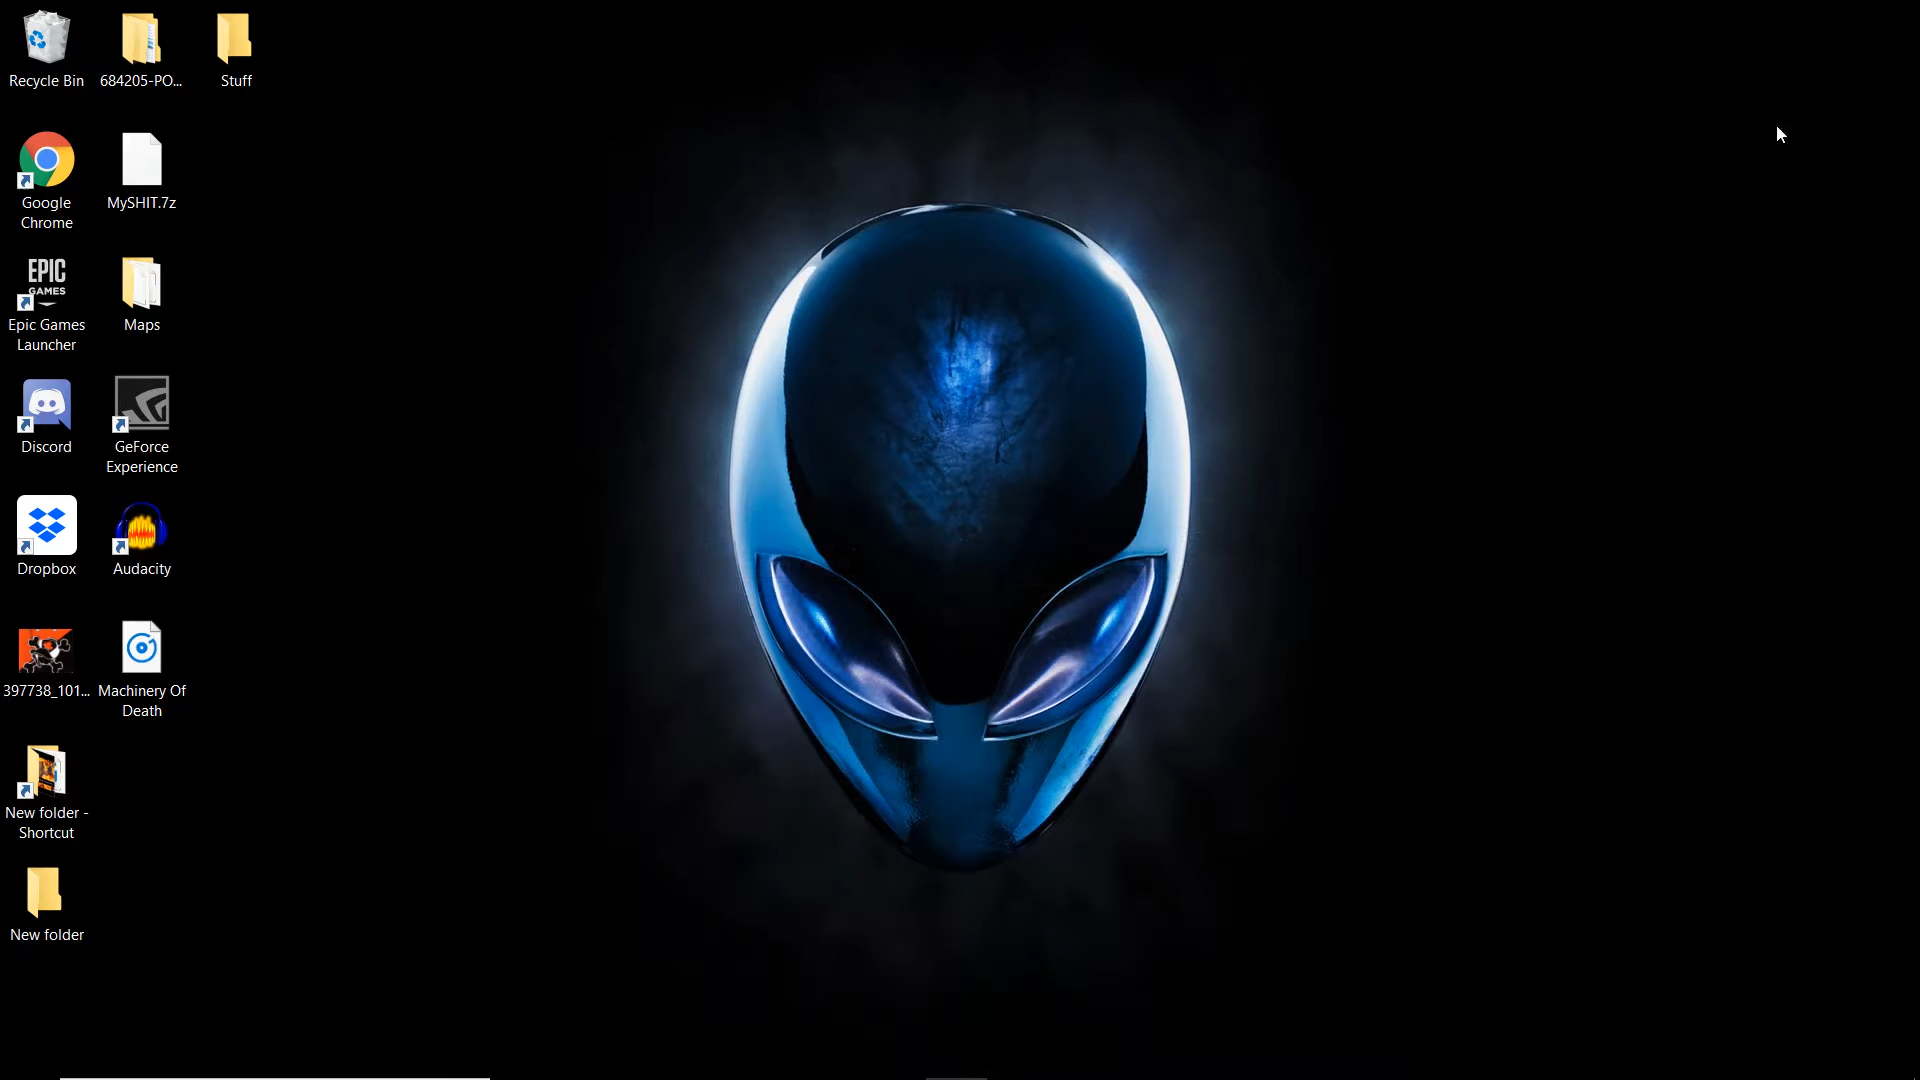 Recycle Bin
684205-PO...
Stuff
Google
Chrome
MySHIT.7z
EPIC
GAMES
Epic Games
Launcher
Maps
Discord
GeForce
Experience
Dropbox
Audacity
397738_101...
Machinery Of
Death
New folder -
Shortcut
New folder